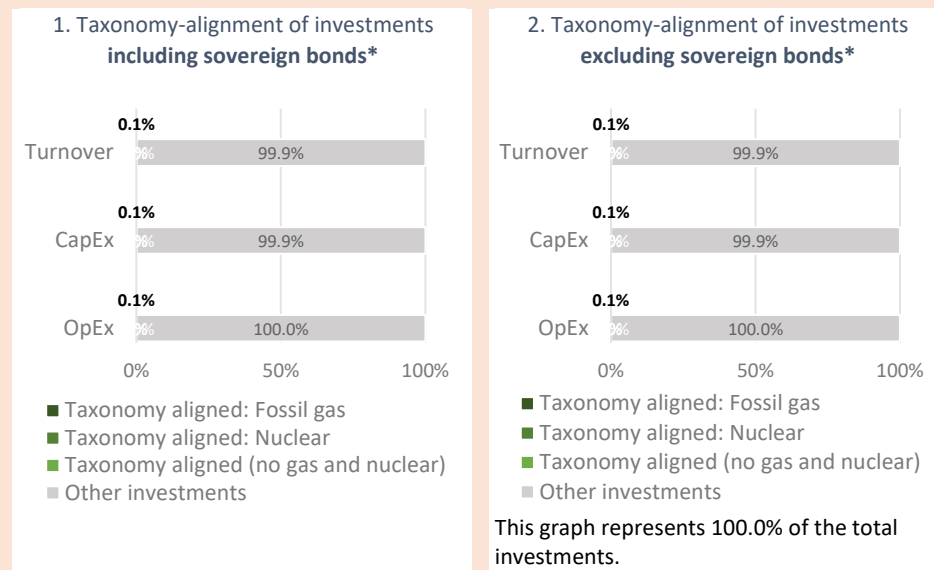 1. Taxonomy-alignment of investments
including sovereign bonds*
0.1%
Turnover 99.9%
0.1%
CapEx 99.9%
0.1%
OpEx 100.0%
0% 50% 100%
■ Taxonomy aligned: Fossil gas
■ Taxonomy aligned: Nuclear
■ Taxonomy aligned (no gas and nuclear)
■ Other investments
2. Taxonomy-alignment of investments
excluding sovereign bonds*
0.1%
Turnover 99.9%
0.1%
CapEx 99.9%
0.1%
OpEx 100.0%
0% 50% 100%
■ Taxonomy aligned: Fossil gas
■ Taxonomy aligned: Nuclear
■ Taxonomy aligned (no gas and nuclear)
■ Other investments
This graph represents 100.0% of the total
investments.